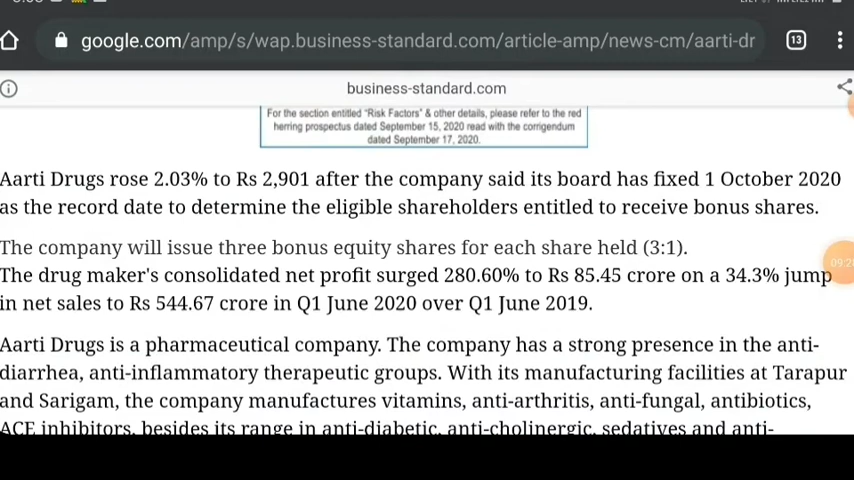 google.com/amp/s/wap.business-standard.com/article-amp/news-cm/aarti-dr
13
business-standard.com
For the section entitled "Risk Factors" & other details, please refer to the red
herring prospectus dated September 15, 2020 read with the corrigendum
dated September 17, 2020.
Aarti Drugs rose 2.03% to Rs 2,901 after the company said its board has fixed 1 October 2020
as the record date to determine the eligible shareholders entitled to receive bonus shares.
The company will issue three bonus equity shares for each share held (3:1).
The drug maker's consolidated net profit surged 280.60% to Rs 85.45 crore on a 34.3% jump
in net sales to Rs 544.67 crore in Q1 June 2020 over Q1 June 2019.
Aarti Drugs is a pharmaceutical company. The company has a strong presence in the anti-
diarrhea, anti-inflammatory therapeutic groups. With its manufacturing facilities at Tarapur
and Sarigam, the company manufactures vitamins, anti-arthritis, anti-fungal, antibiotics,
ACE inhibitors, besides its range in anti-diabetic, anti-cholinergic, sedatives and anti-